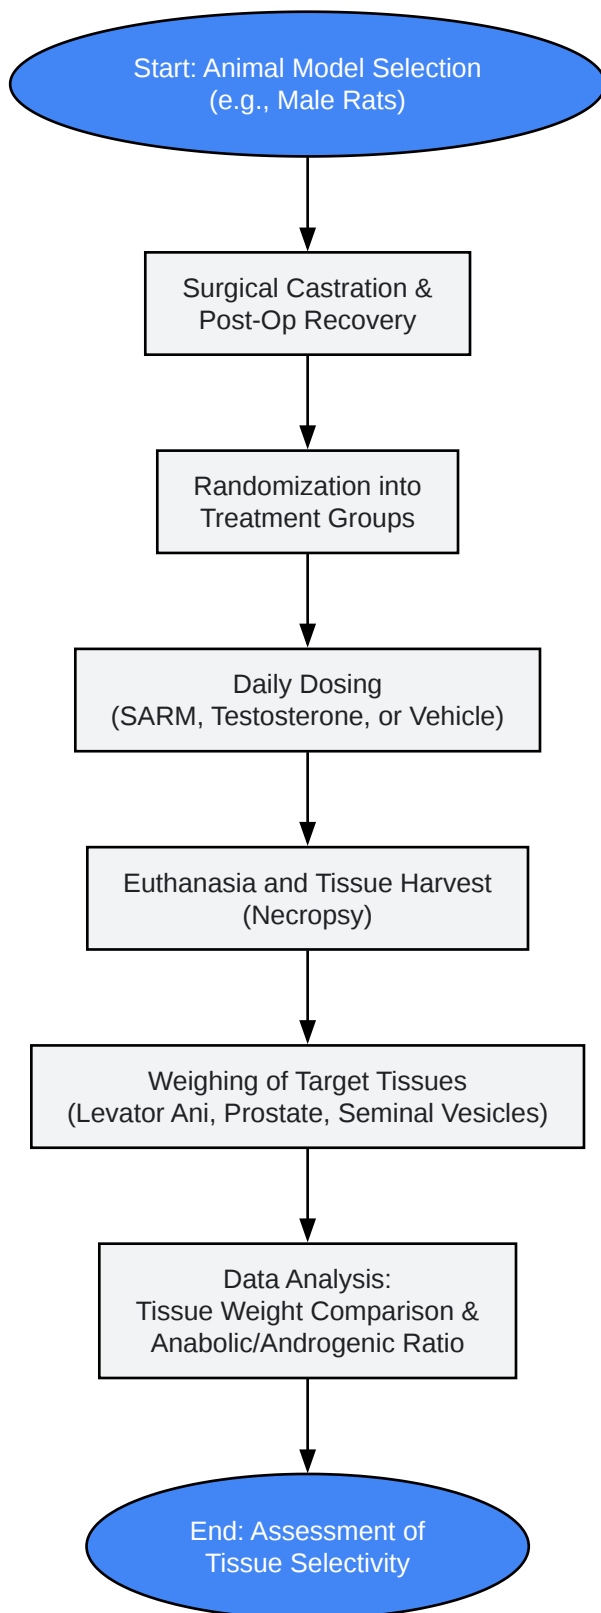 Start: Animal Model Selection
(e.g., Male Rats)
Surgical Castration &
Post-Op Recovery
Randomization into
Treatment Groups
Daily Dosing
(SARM, Testosterone, or Vehicle)
Euthanasia and Tissue Harvest
(Necropsy)
Weighing of Target Tissues
(Levator Ani, Prostate, Seminal Vesicles)
Data Analysis:
Tissue Weight Comparison &
Anabolic/Androgenic Ratio
End: Assessment of
Tissue Selectivity